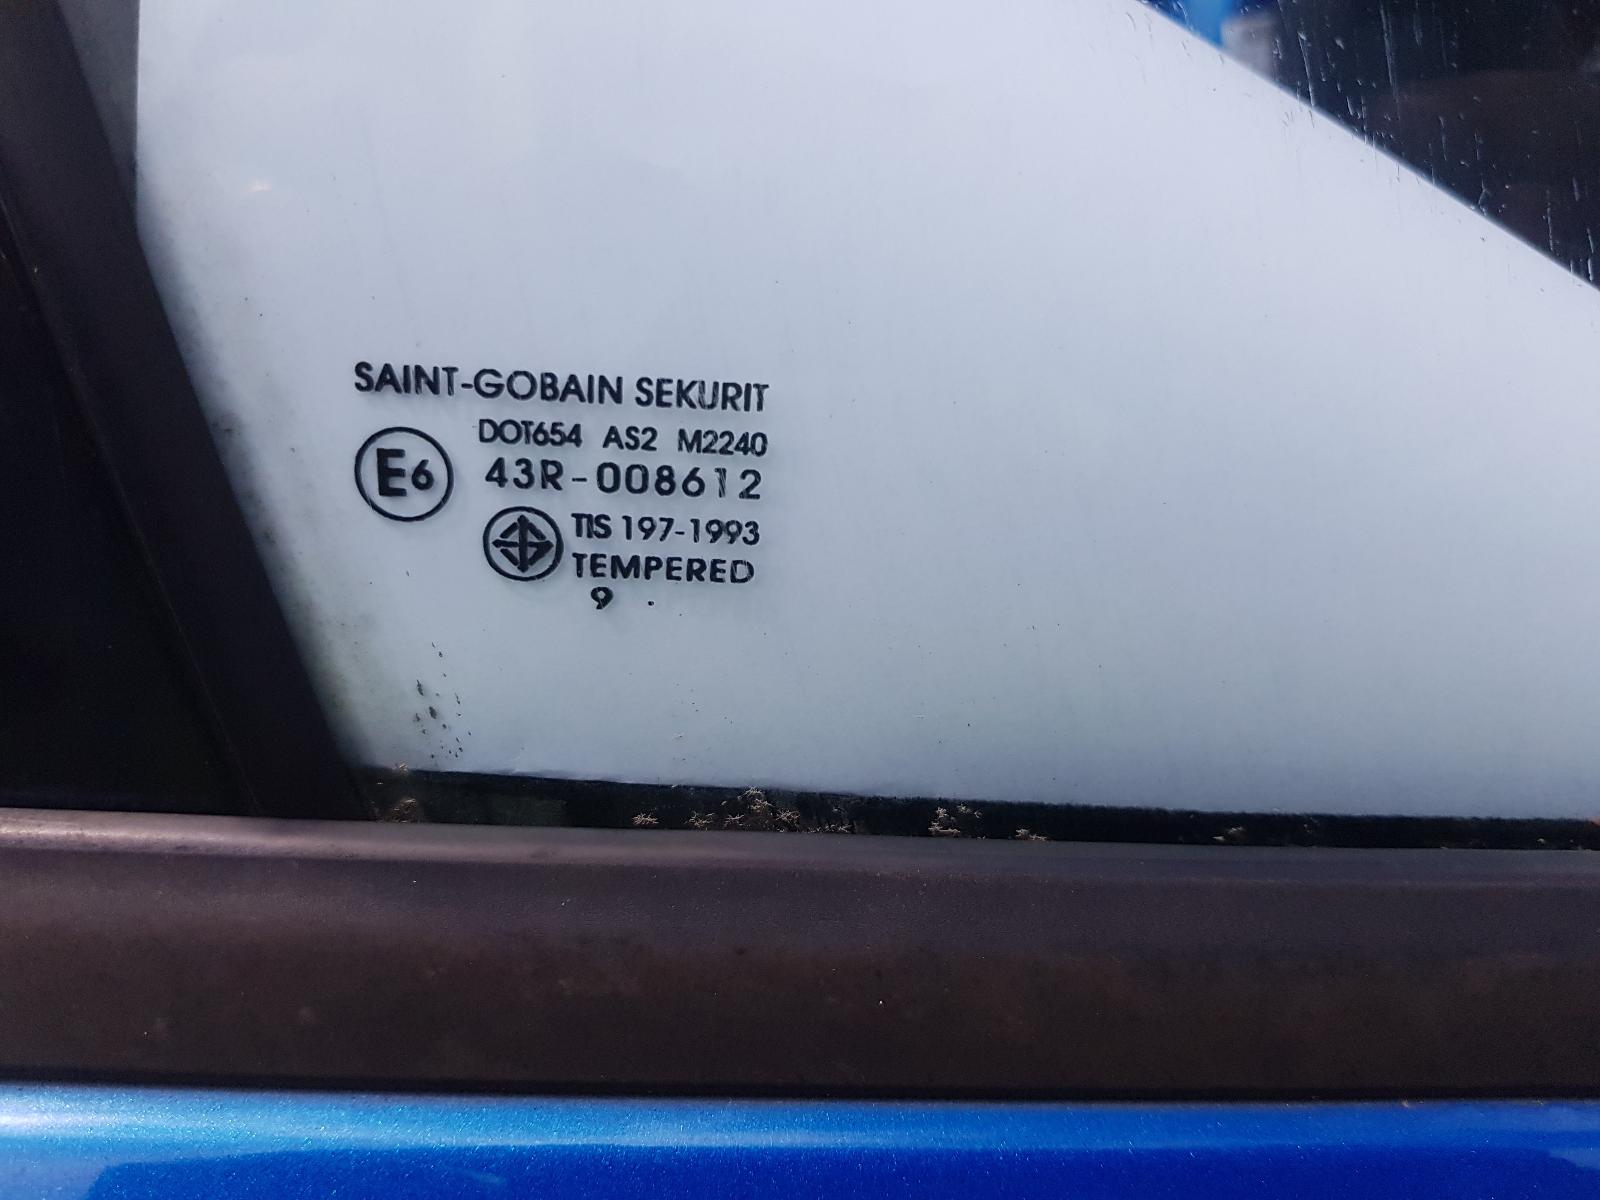 SAINT-GOBAIN SEKURIT
DOT654 AS2 M2240
E6
43R-008612
TIS 197-1993
TEMPERED
9 .